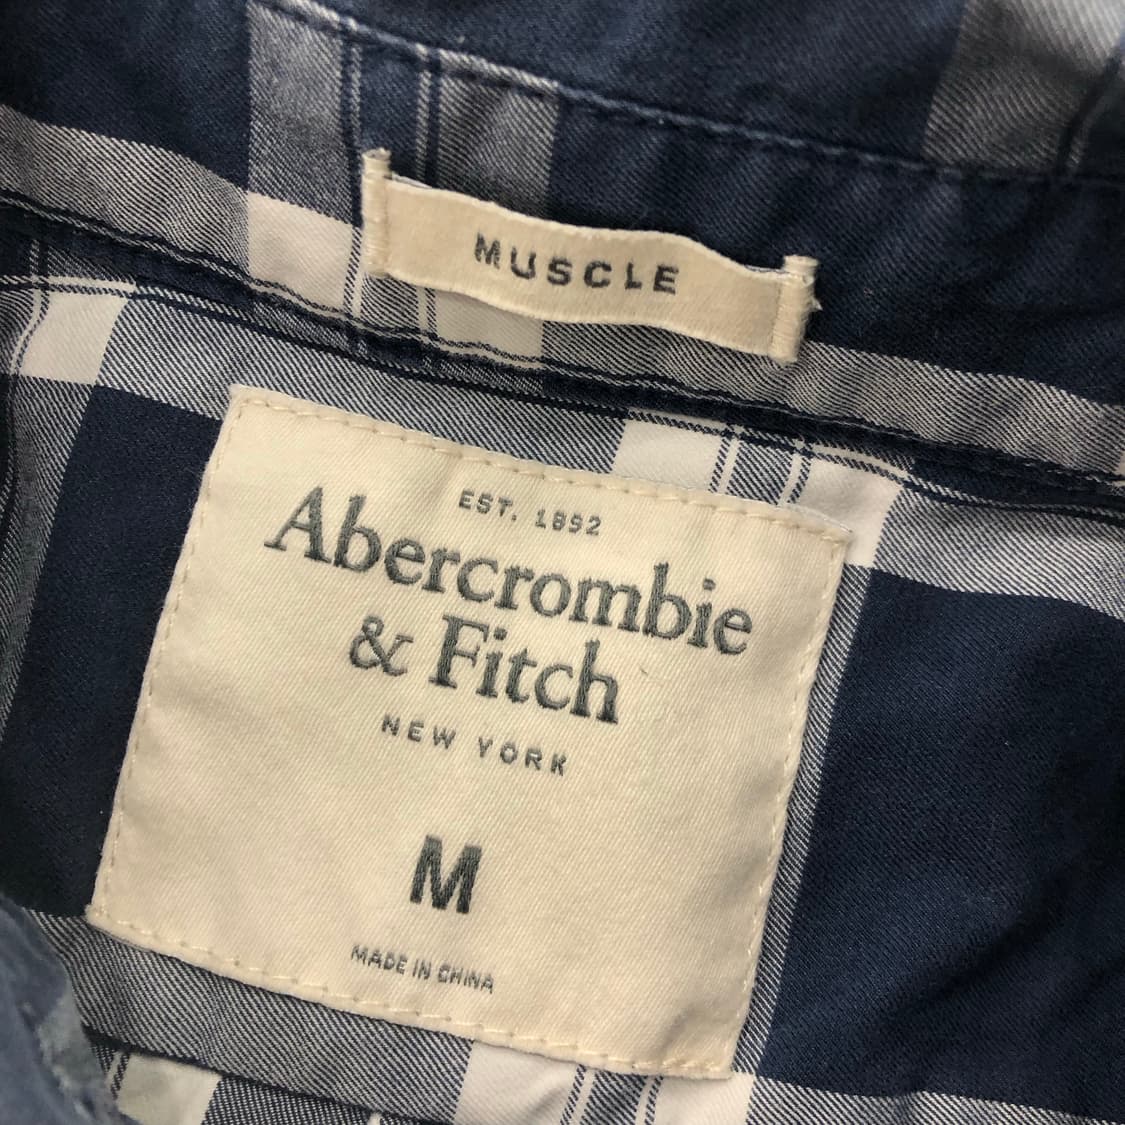 MUSCLE
EST. 1892
Abercrombie
& Fitch
NEW YORK
M
MADE IN CHINA